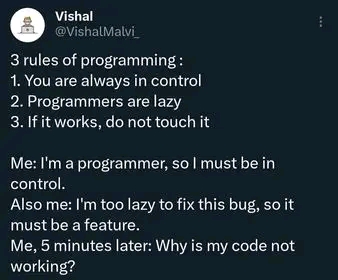 Vishal
@VishalMalvi_
3 rules of programming :
1. You are always in control
2. Programmers are lazy
3. If it works, do not touch it
Me: I'm a programmer, so I must be in
control.
Also me: I'm too lazy to fix this bug, so it
must be a feature.
Me, 5 minutes later: Why is my code not
working?